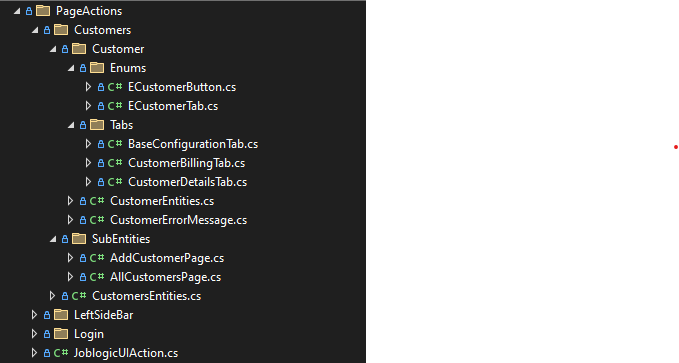 PageActions
Customers
Customer
Enums
C# ECustomerButton.cs
C# ECustomerTab.cs
Tabs
C# BaseConfigurationTab.cs
C# CustomerBillingTab.cs
C# CustomerDetailsTab.cs
C# CustomerEntities.cs
C# CustomerErrorMessage.cs
SubEntities
C# AddCustomerPage.cs
C# AllCustomersPage.cs
C# CustomersEntities.cs
LeftSideBar
Login
C# JoblogicUIAction.cs